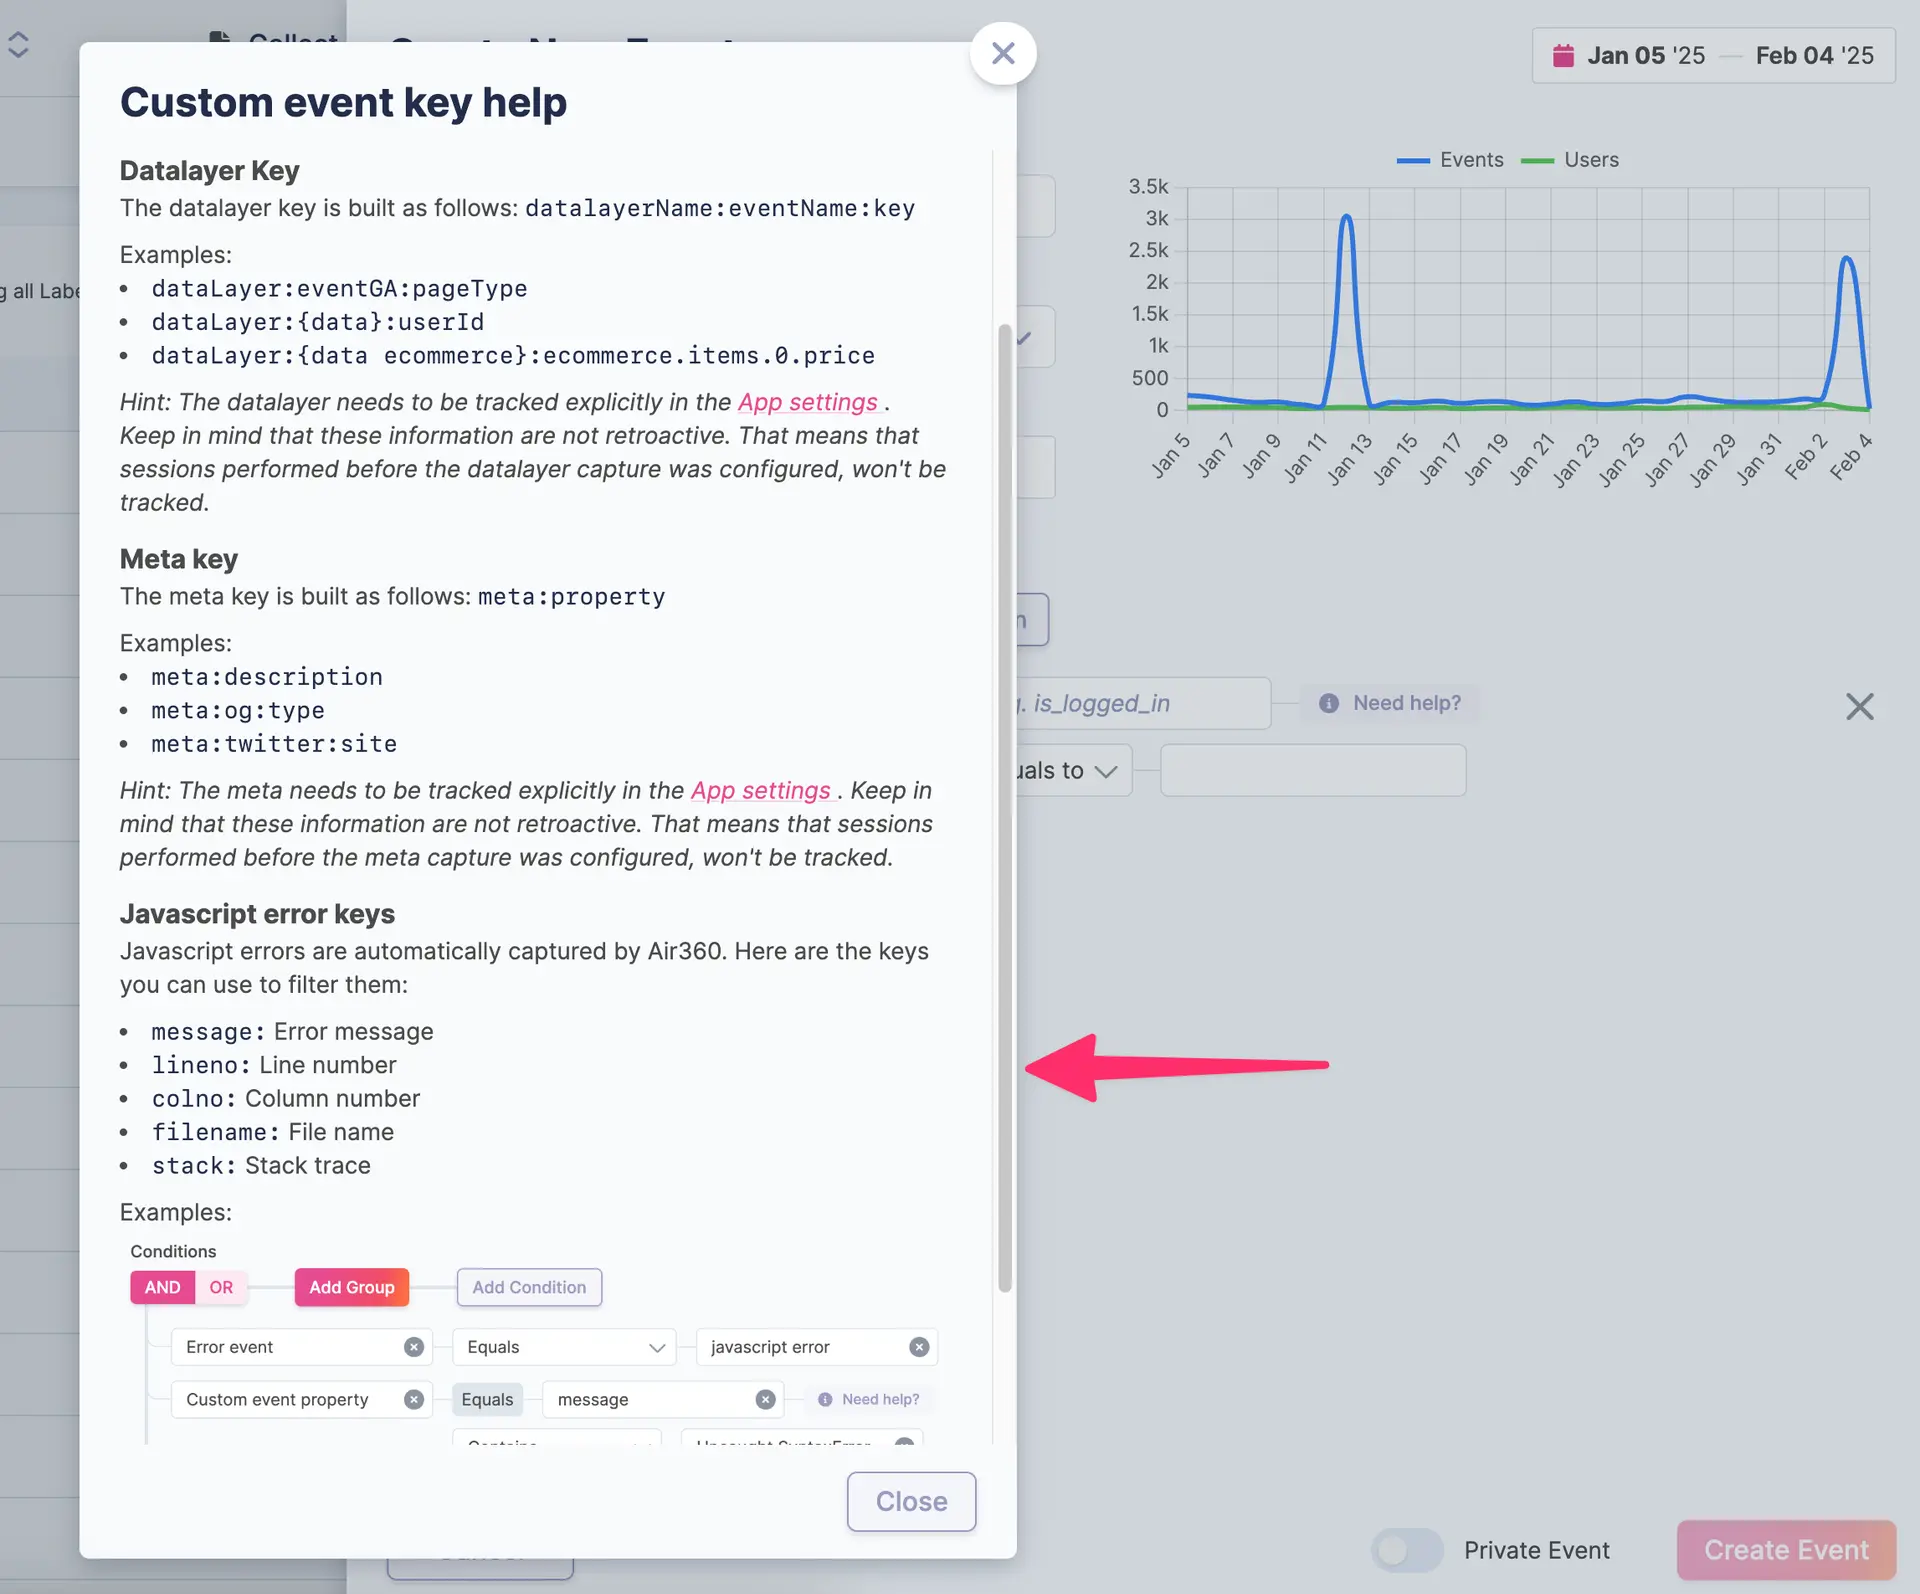 Custom event key help
Datalayer Key
The datalayer key is built as follows: datalayerName:eventName:key
Examples:
• dataLayer:eventGA:pageType
• dataLayer:{data}:userId
• dataLayer:{data ecommerce}:ecommerce.items.0.price
Hint: The datalayer needs to be tracked explicitly in the App settings .
Keep in mind that these information are not retroactive. That means that
sessions performed before the datalayer capture was configured, won't be
tracked.
Meta key
The meta key is built as follows: meta:property
Examples:
• meta:description
• meta:og:type
• meta:twitter:site
Hint: The meta needs to be tracked explicitly in the App settings . Keep in
mind that these information are not retroactive. That means that sessions
performed before the meta capture was configured, won't be tracked.
Javascript error keys
Javascript errors are automatically captured by Air360. Here are the keys
you can use to filter them:
• message: Error message
• lineno: Line number
• colno: Column number
• filename: File name
• stack: Stack trace
Examples:
Conditions
AND OR Add Group Add Condition
Error event Equals javascript error
Custom event property Equals message Need help?
Close
Jan 05 '25 — Feb 04 '25
Events Users
3.5k
3k
2.5k
2k
1.5k
1k
500
0
Jan 5 Jan 7 Jan 9 Jan 11 Jan 13 Jan 15 Jan 17 Jan 19 Jan 21 Jan 23 Jan 25 Jan 27 Jan 29 Jan 31 Feb 2 Feb 4
g all Labe
. is_logged_in Need help?
uals to
Private Event Create Event